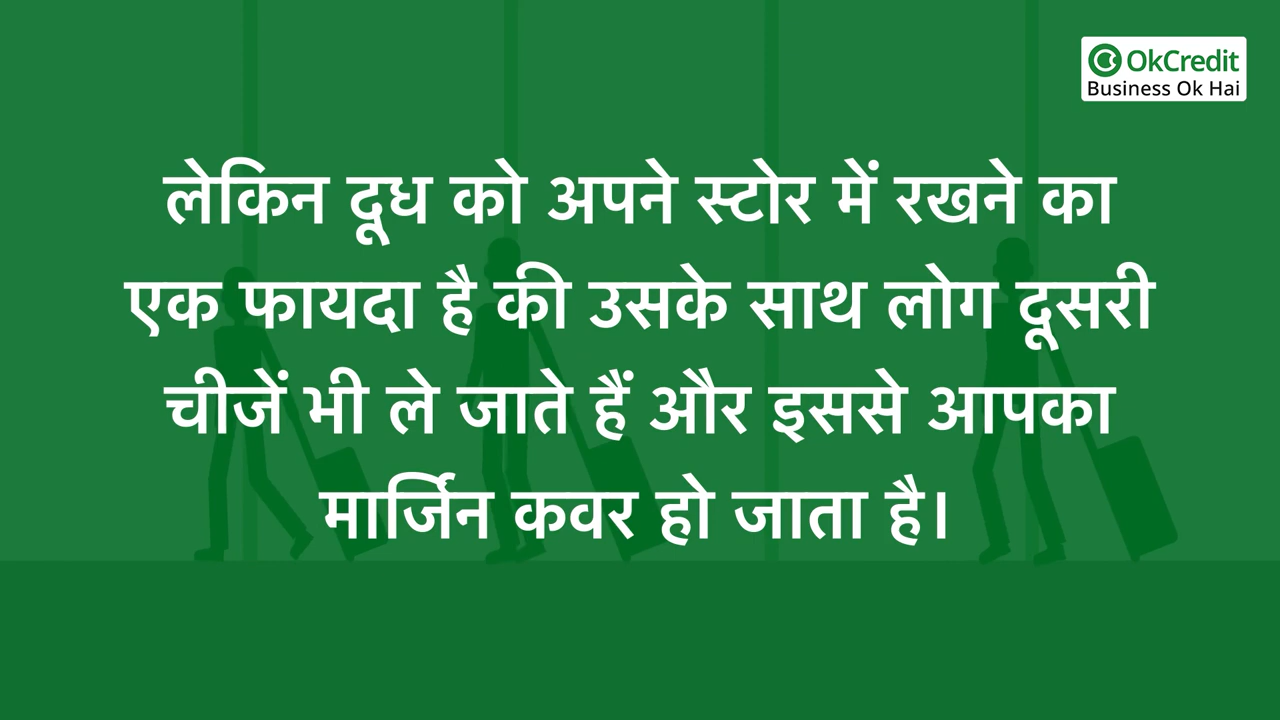 OkCredit
Business Ok Hai
लेकिन दूध को अपने स्टोर में रखने का
एक फायदा है की उसके साथ लोग दूसरी
चीजें भी ले जाते हैं और इससे आपका
मार्जिन कवर हो जाता है।